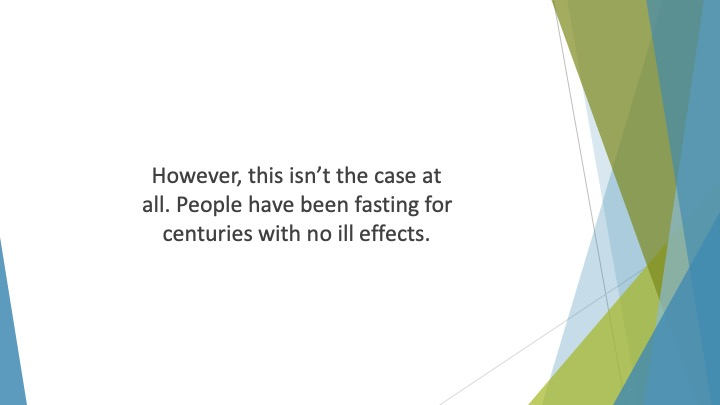 However, this isn’t the case at
all. People have been fasting for
centuries with no ill effects.